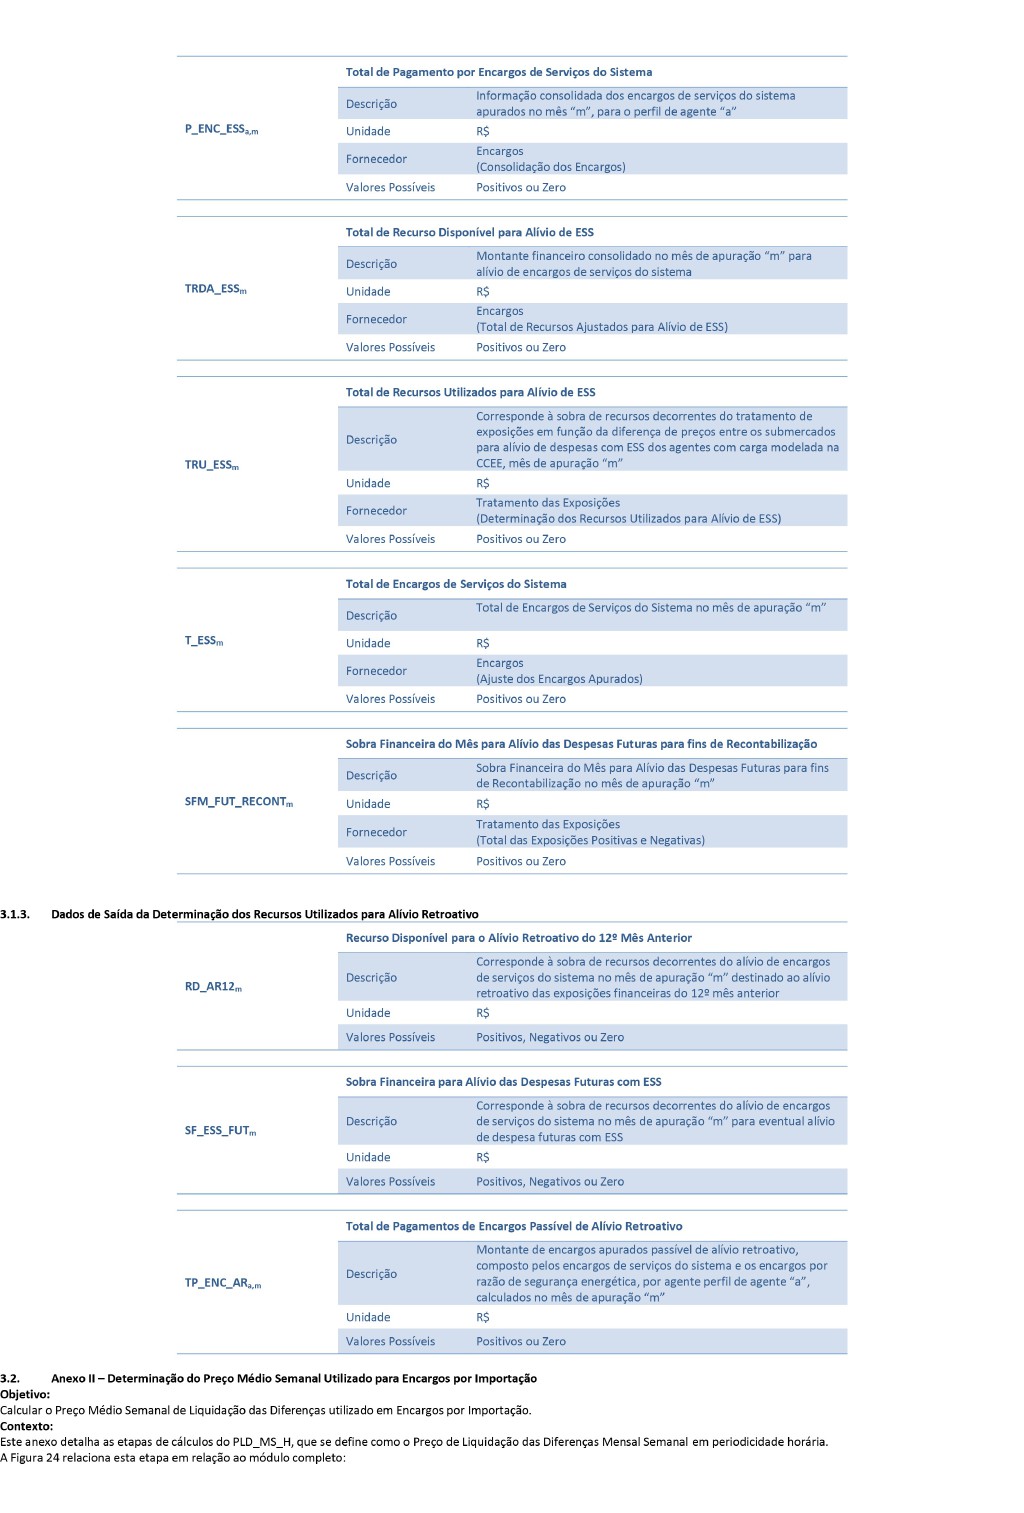 Total de Pagamento por Encargos de Serviços do Sistema
P_ENC_ESSa,m
Descrição
Informação consolidada dos encargos de serviços do sistema
apurados no mês “m”, para o perfil de agente “a”
Unidade R$
Fornecedor
Encargos
(Consolidação dos Encargos)
Valores Possíveis Positivos ou Zero
Total de Recurso Disponível para Alívio de ESS
TRDA_ESSm
Descrição
Montante financeiro consolidado no mês de apuração “m” para
alívio de encargos de serviços do sistema
Unidade R$
Fornecedor
Encargos
(Total de Recursos Ajustados para Alívio de ESS)
Valores Possíveis Positivos ou Zero
Total de Recursos Utilizados para Alívio de ESS
TRU_ESSm
Descrição
Corresponde à sobra de recursos decorrentes do tratamento de
exposições em função da diferença de preços entre os submercados
para alívio de despesas com ESS dos agentes com carga modelada na
CCEE, mês de apuração “m”
Unidade R$
Fornecedor
Tratamento das Exposições
(Determinação dos Recursos Utilizados para Alívio de ESS)
Valores Possíveis Positivos ou Zero
Total de Encargos de Serviços do Sistema
T_ESSm
Descrição
Total de Encargos de Serviços do Sistema no mês de apuração “m”
Unidade R$
Fornecedor
Encargos
(Ajuste dos Encargos Apurados)
Valores Possíveis Positivos ou Zero
Sobra Financeira do Mês para Alívio das Despesas Futuras para fins de Recontabilização
SFM_FUT_RECONTm
Descrição
Sobra Financeira do Mês para Alívio das Despesas Futuras para fins
de Recontabilização no mês de apuração “m”
Unidade R$
Fornecedor
Tratamento das Exposições
(Total das Exposições Positivas e Negativas)
Valores Possíveis Positivos ou Zero
3.1.3. Dados de Saída da Determinação dos Recursos Utilizados para Alívio Retroativo
Recurso Disponível para o Alívio Retroativo do 12º Mês Anterior
RD_AR12m
Descrição
Corresponde à sobra de recursos decorrentes do alívio de encargos
de serviços do sistema no mês de apuração “m” destinado ao alívio
retroativo das exposições financeiras do 12º mês anterior
Unidade R$
Valores Possíveis Positivos, Negativos ou Zero
Sobra Financeira para Alívio das Despesas Futuras com ESS
SF_ESS_FUTm
Descrição
Corresponde à sobra de recursos decorrentes do alívio de encargos
de serviços do sistema no mês de apuração “m” para eventual alívio
de despesa futuras com ESS
Unidade R$
Valores Possíveis Positivos, Negativos ou Zero
Total de Pagamentos de Encargos Passível de Alívio Retroativo
TP_ENC_ARa,m
Descrição
Montante de encargos apurados passível de alívio retroativo,
composto pelos encargos de serviços do sistema e os encargos por
razão de segurança energética, por agente perfil de agente “a”,
calculados no mês de apuração “m”
Unidade R$
Valores Possíveis Positivos ou Zero
3.2. Anexo II – Determinação do Preço Médio Semanal Utilizado para Encargos por Importação
Objetivo:
Calcular o Preço Médio Semanal de Liquidação das Diferenças utilizado em Encargos por Importação.
Contexto:
Este anexo detalha as etapas de cálculos do PLD_MS_H, que se define como o Preço de Liquidação das Diferenças Mensal Semanal em periodicidade horária.
A Figura 24 relaciona esta etapa em relação ao módulo completo: